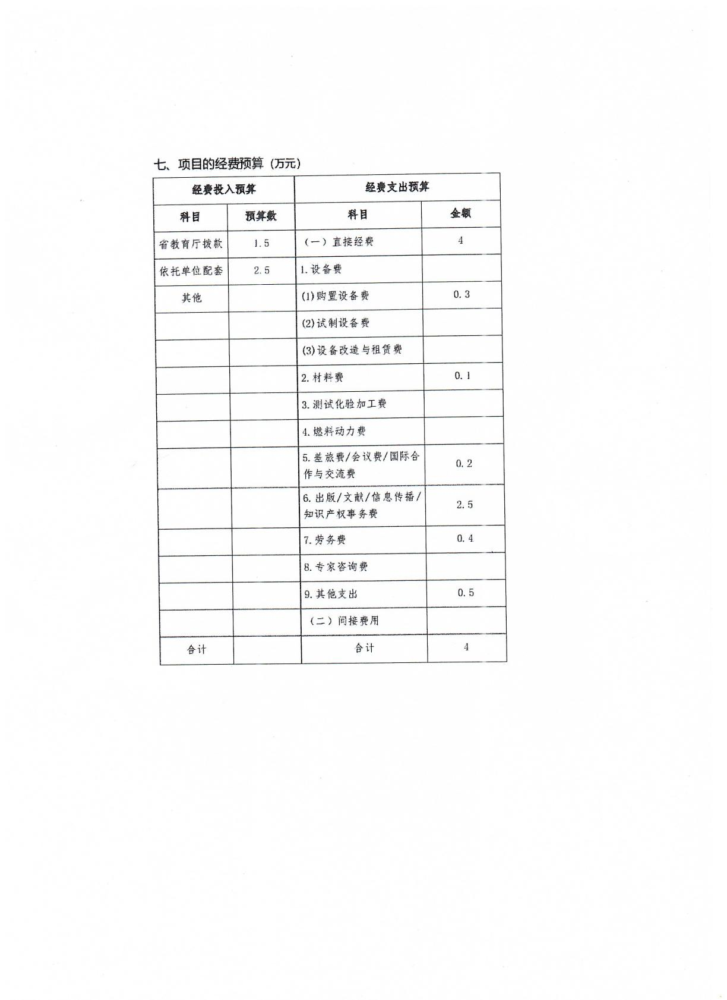 七、项目的经费预算（万元）
经费投入预算 经费支出预算
科目 预算数 科目 金额
省教育厅拨款 1.5 （一）直接经费 4
依托单位配套 2.5 1.设备费
其他 (1)购置设备费 0.3
(2)试制设备费
(3)设备改造与租赁费
2.材料费 0.1
3.测试化验加工费
4.燃料动力费
5.差旅费/会议费/国际合
作与交流费 0.2
6.出版/文献/信息传播/
知识产权事务费 2.5
7.劳务费 0.4
8.专家咨询费
9.其他支出 0.5
（二）间接费用
合计 合计 4